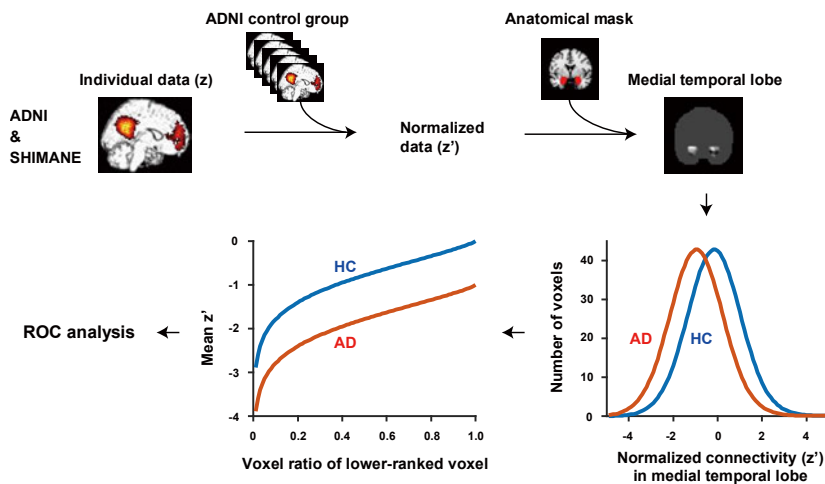 ADNI control group
Anatomical mask
Individual data (z)
Medial temporal lobe
ADNI
&
SHIMANE
Normalized
data (z')
0
-1
-2
-3
-4
Mean z'
HC
AD
0
0.2
0.4
0.6
0.8
1.0
Voxel ratio of lower-ranked voxel
ROC analysis
40
30
20
10
0
Number of voxels
AD
HC
-4
-2
0
2
4
Normalized connectivity (z')
in medial temporal lobe